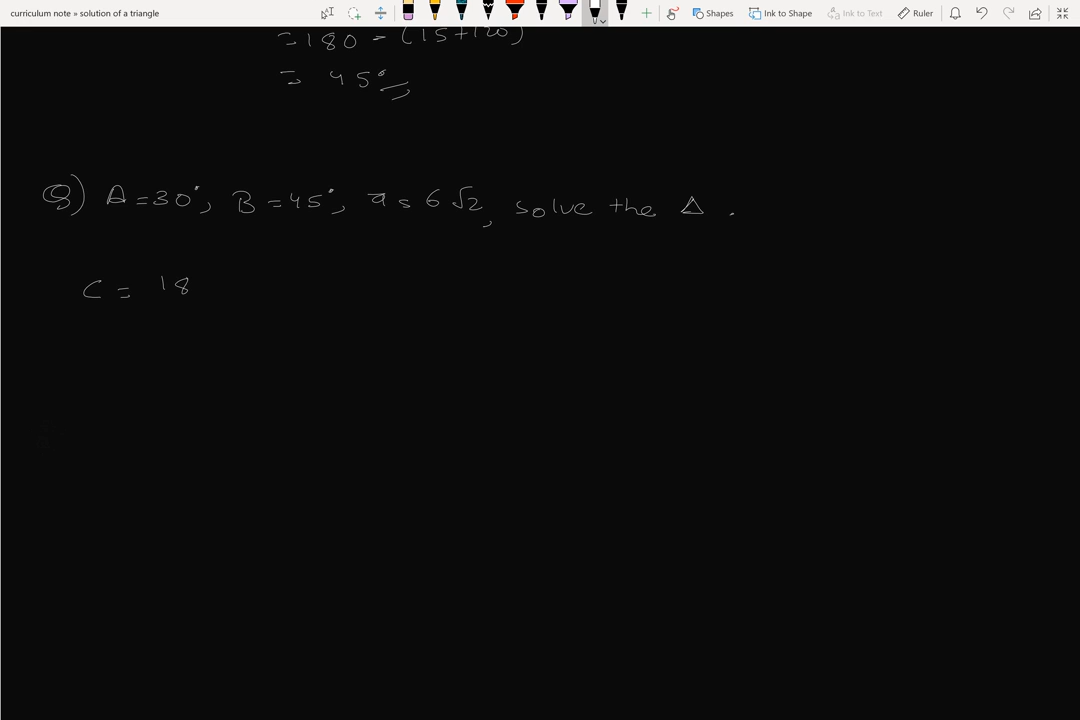 curriculum note » solution of a triangle
Shapes Ink to Shape Ink to Text Ruler
= 180 - (15+120)
= 45°
Q) A = 30°, B = 45°, a = 6√2, solve the Δ.
C = 18